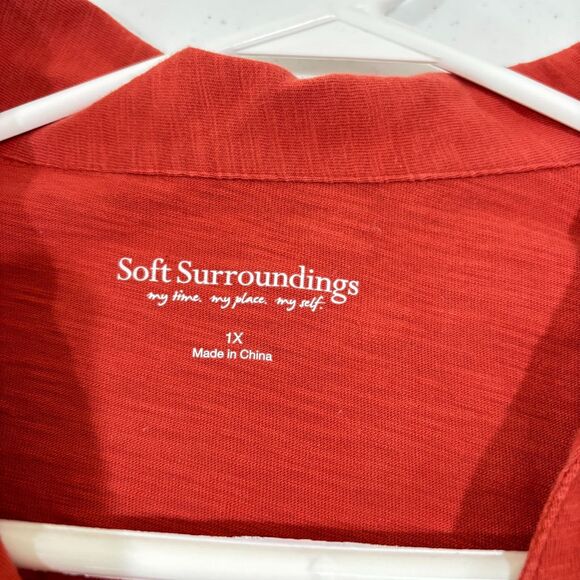 Soft Surroundings
my time. my place. my self.
1X
Made in China